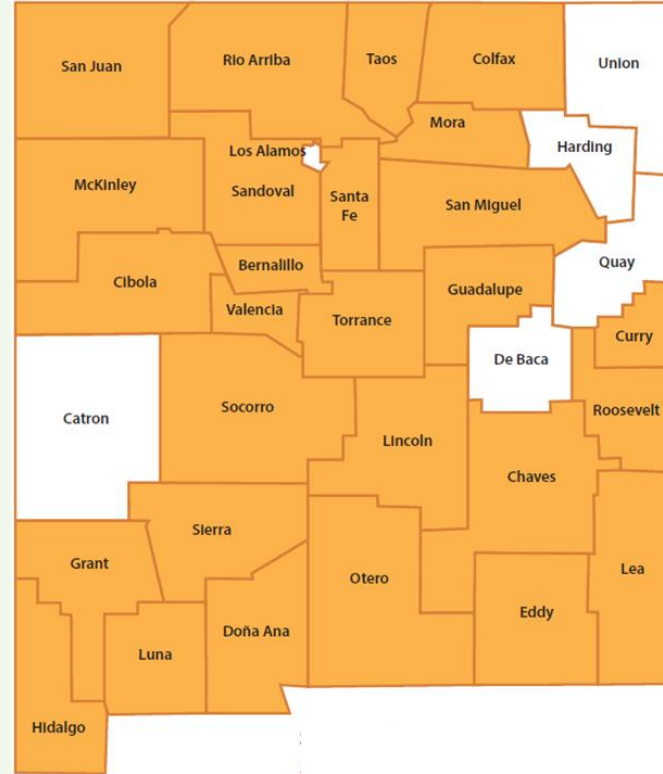 San Juan
Rio Arriba
Taos
Colfax
Union
Mora
Harding
Los Alamos
McKinley
Sandoval
Santa
Fe
San Miguel
Bernalillo
Quay
Cibola
Guadalupe
Valencia
Torrance
Curry
De Baca
Socorro
Roosevelt
Catron
Lincoln
Chaves
Sierra
Grant
Otero
Lea
Eddy
Doña Ana
Luna
Hidalgo